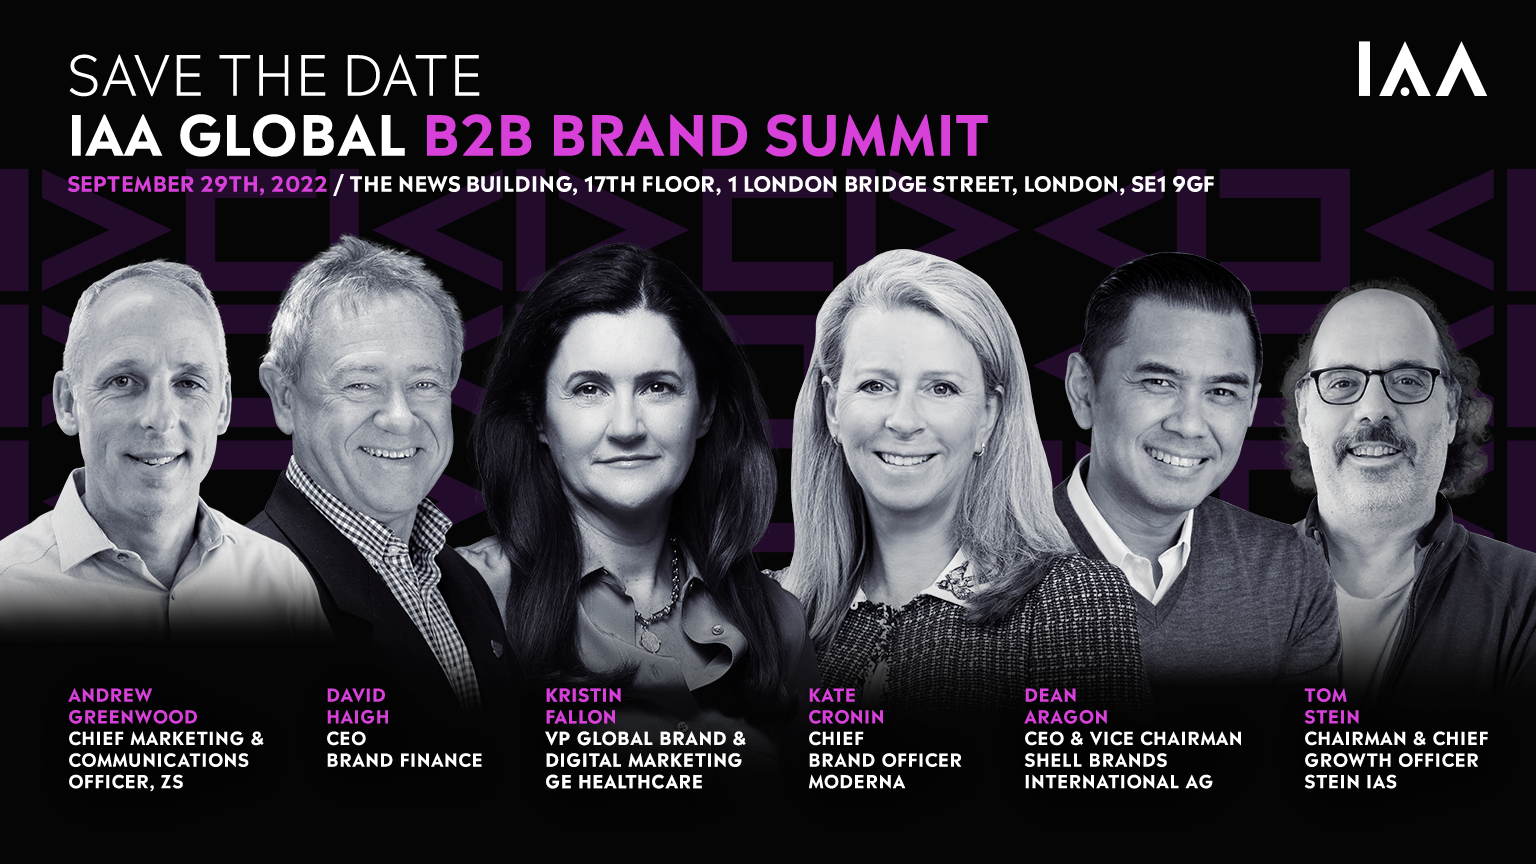 SAVE THE DATE
IAA
IAA GLOBAL B2B BRAND SUMMIT
SEPTEMBER 29TH, 2022 / THE NEWS BUILDING, 17TH FLOOR, 1 LONDON BRIDGE STREET, LONDON, SE1 9GF
ANDREW
GREENWOOD
CHIEF MARKETING &
COMMUNICATIONS
OFFICER, ZS
DAVID
HAIGH
CEO
BRAND FINANCE
KRISTIN
FALLON
VP GLOBAL BRAND &
DIGITAL MARKETING
GE HEALTHCARE
KATE
CRONIN
CHIEF
BRAND OFFICER
MODERNA
DEAN
ARAGON
CEO & VICE CHAIRMAN
SHELL BRANDS
INTERNATIONAL AG
TOM
STEIN
CHAIRMAN & CHIEF
GROWTH OFFICER
STEIN IAS